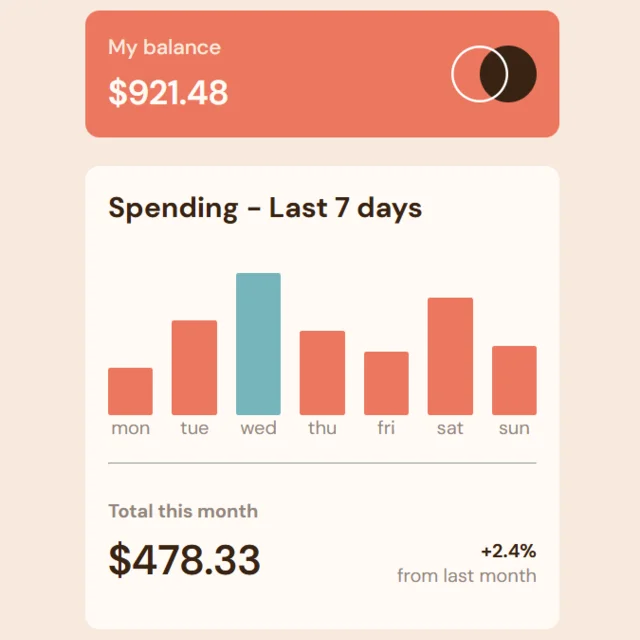 My balance
$921.48
Spending - Last 7 days
mon tue wed thu fri sat sun
Total this month
$478.33
+2.4%
from last month